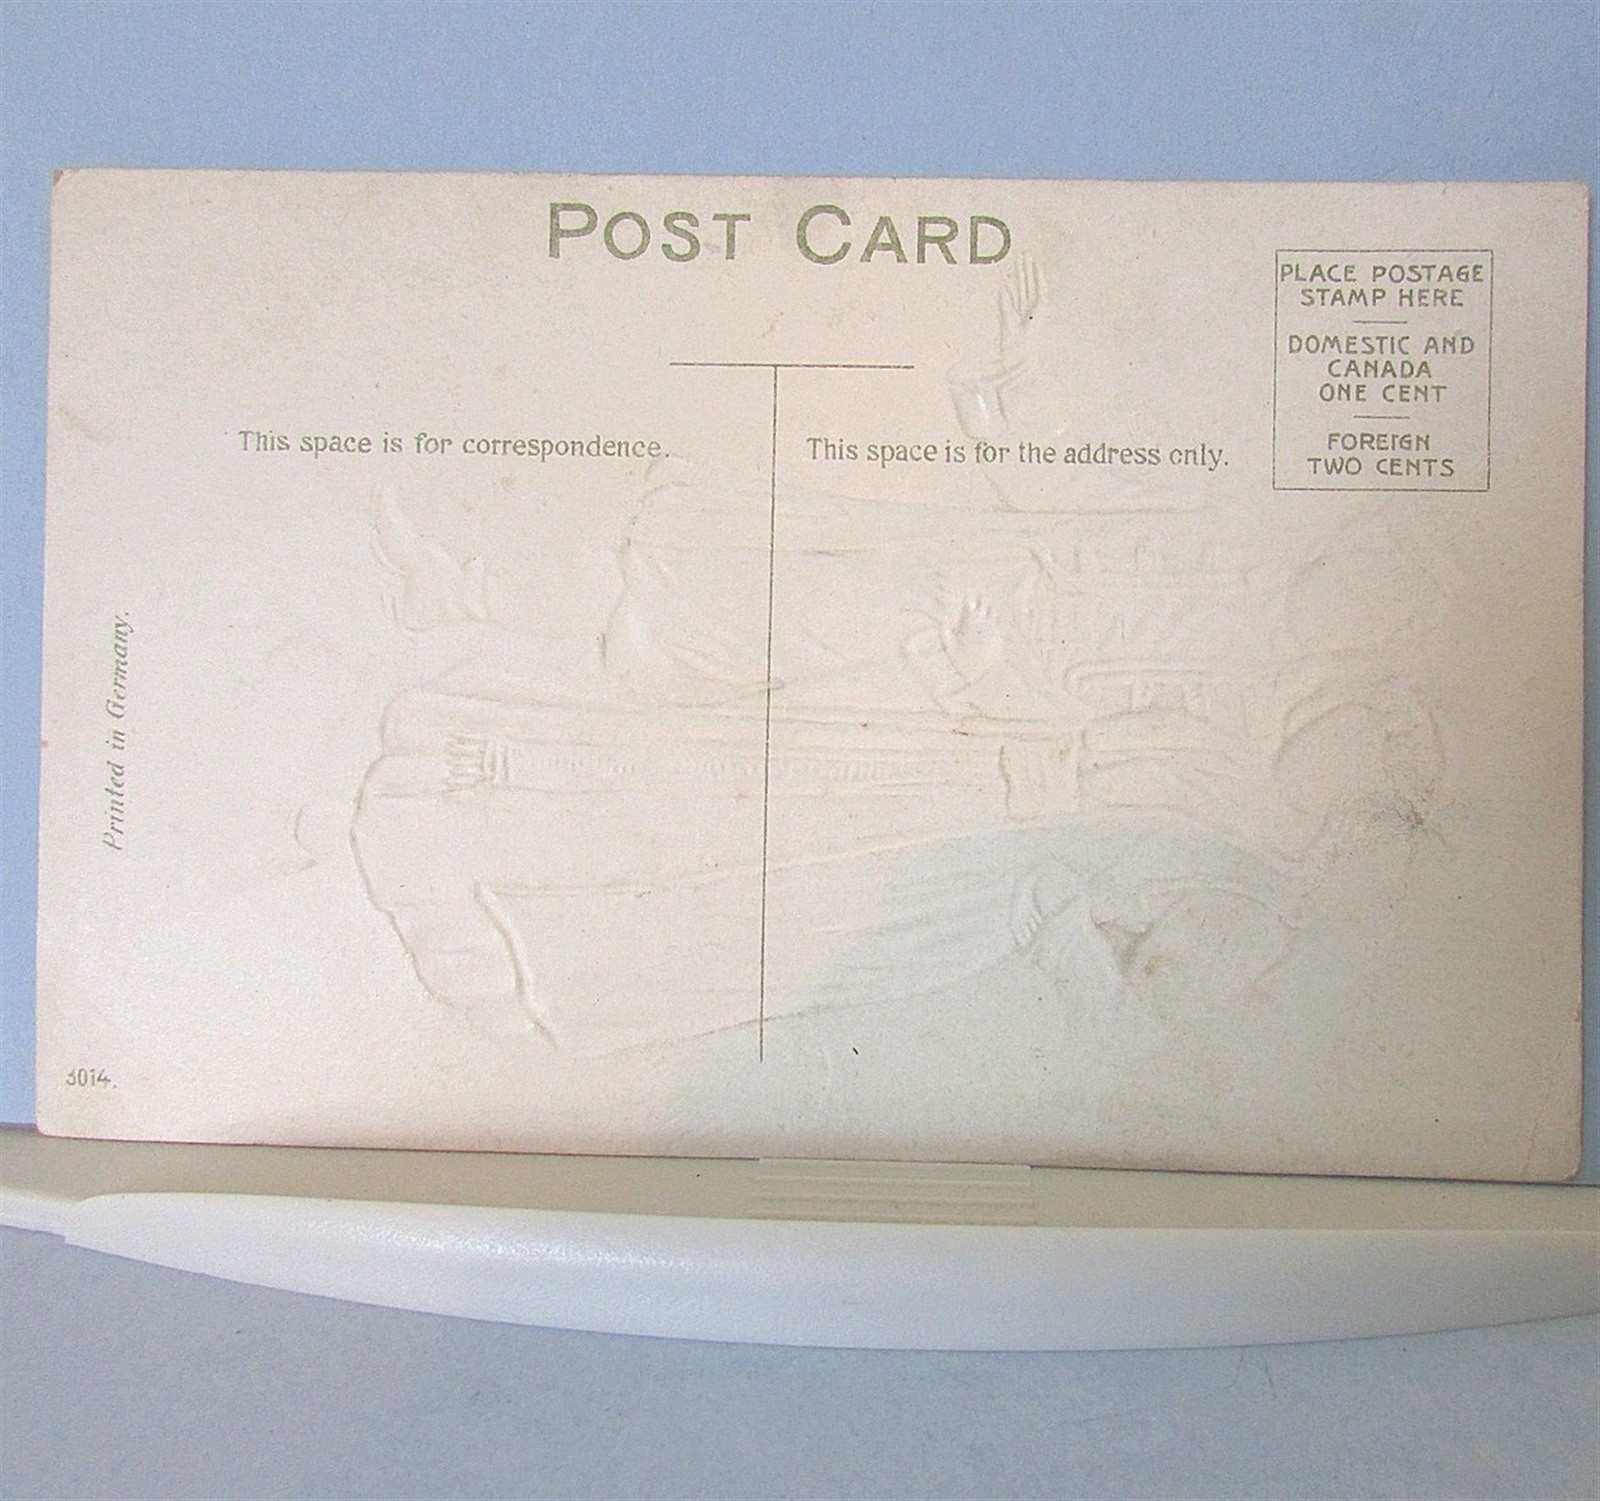 POST CARD
PLACE POSTAGE
STAMP HERE
DOMESTIC AND
CANADA
ONE CENT
FOREIGN
TWO CENTS
This space is for correspondence.
This space is for the address only.
Printed in Germany.
3014.